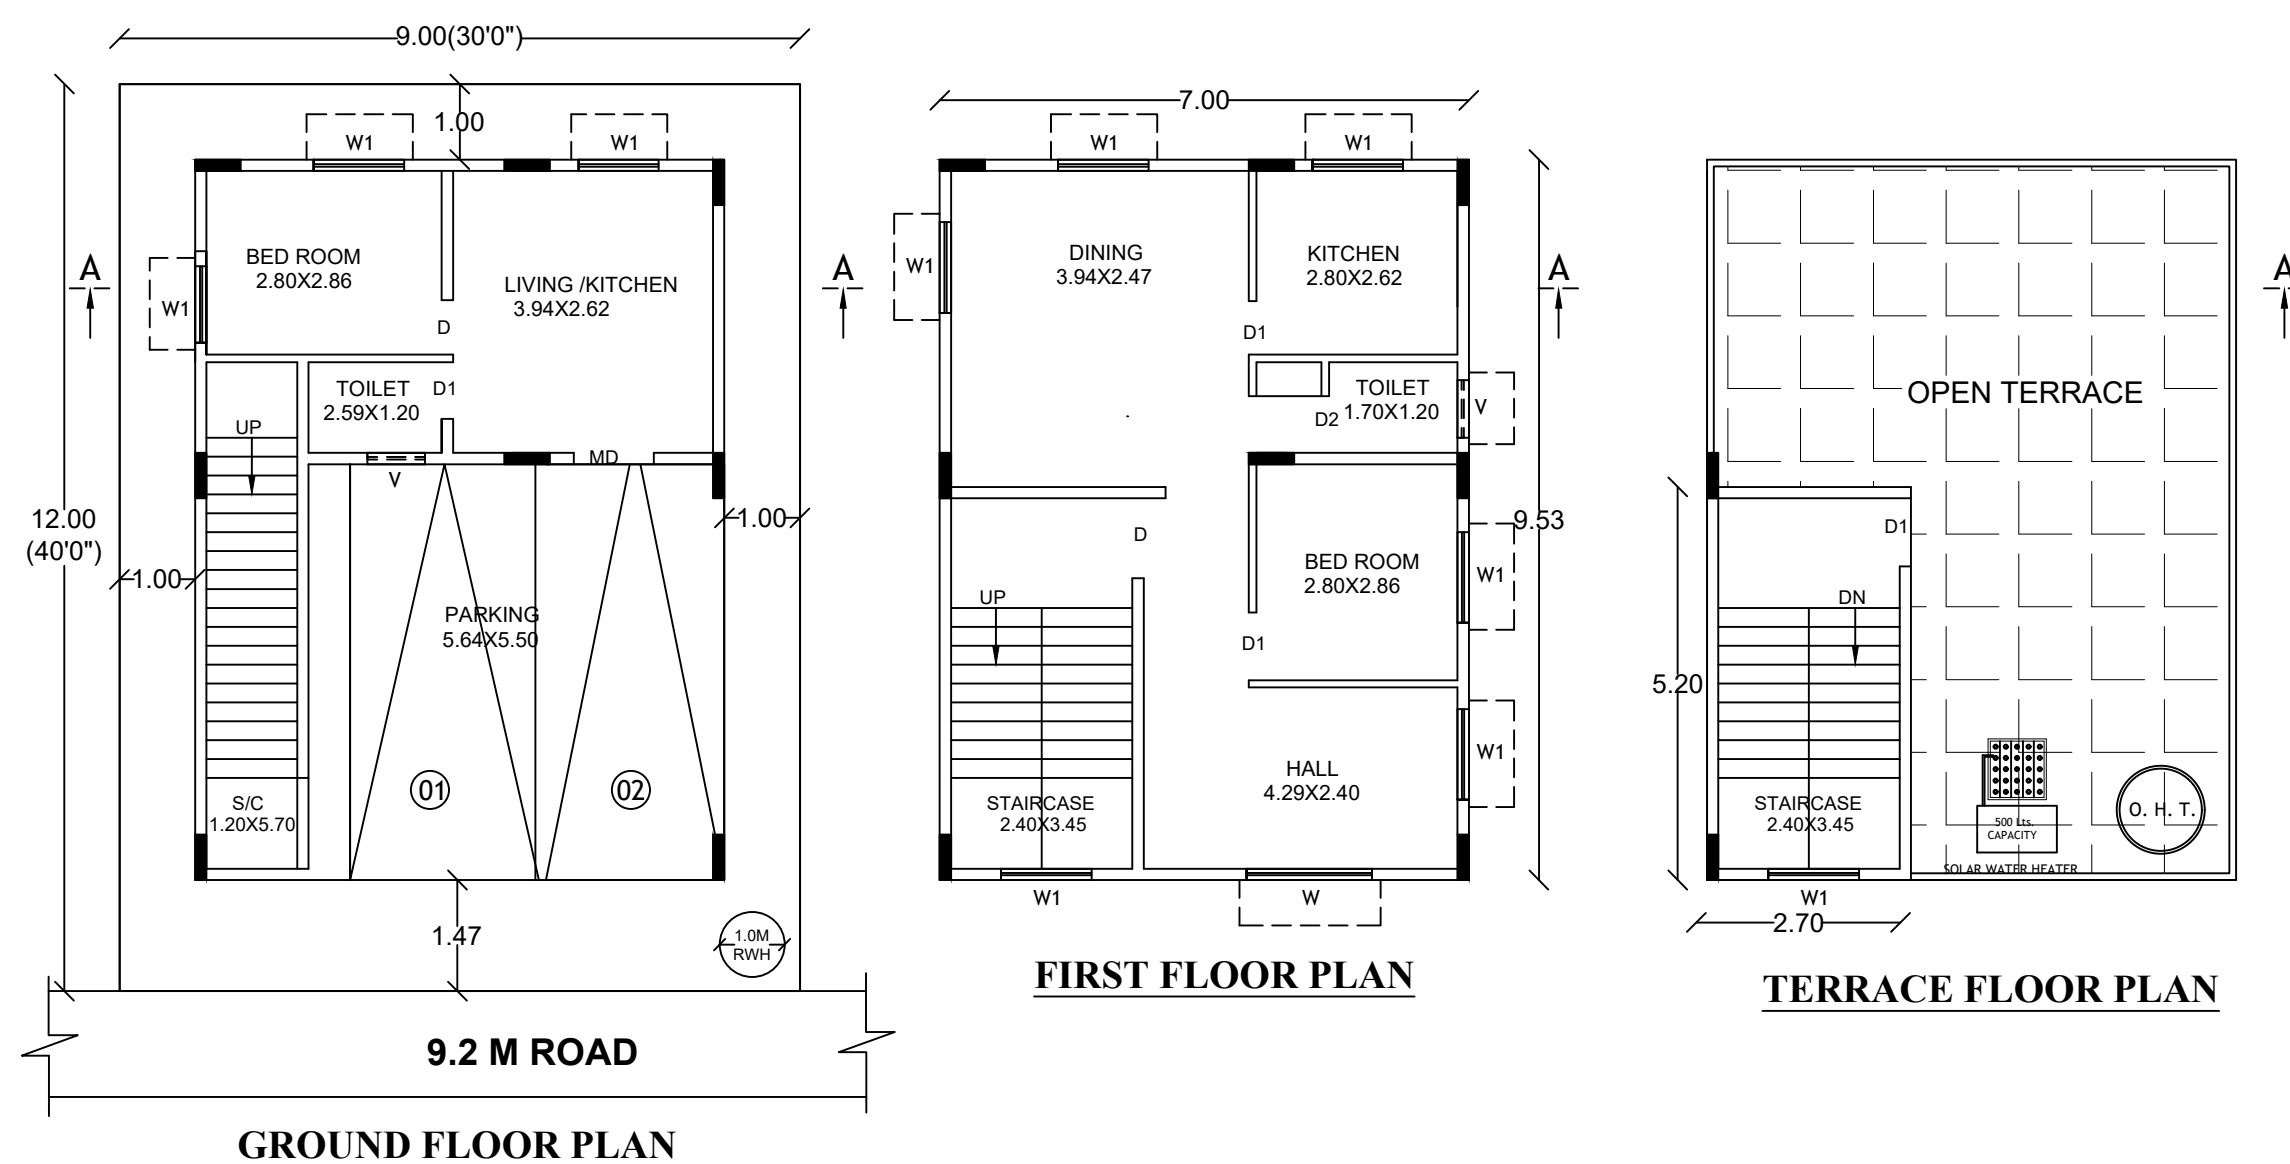 9.00(30'0")
1.00
W1
W1
A
BED ROOM
2.80X2.86
LIVING /KITCHEN
3.94X2.62
W1
D
TOILET
2.59X1.20
D1
UP
MD
V
12.00
(40'0")
1.00
1.00
PARKING
5.64X5.50
S/C
1.20X5.70
01
02
1.47
1.0M
RWH
9.2 M ROAD
GROUND FLOOR PLAN
7.00
W1
W1
A
W1
DINING
3.94X2.47
KITCHEN
2.80X2.62
A
D1
TOILET
1.70X1.20
D2
V
9.53
D
BED ROOM
2.80X2.86
W1
UP
D1
W1
HALL
4.29X2.40
STAIRCASE
2.40X3.45
W1
W
FIRST FLOOR PLAN
A
OPEN TERRACE
D1
DN
5.20
STAIRCASE
2.40X3.45
500 Lts.
CAPACITY
O. H. T.
SOLAR WATER HEATER
W1
2.70
TERRACE FLOOR PLAN